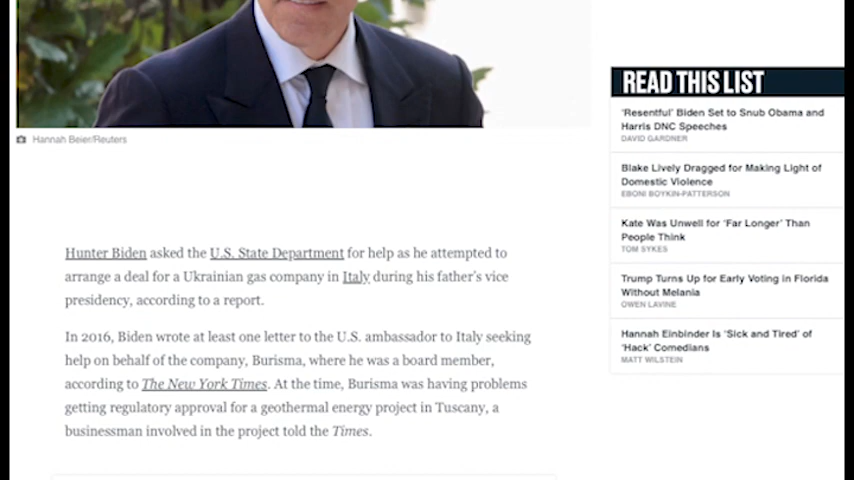 Hannah Beier/Reuters
Hunter Biden asked the U.S. State Department for help as he attempted to
arrange a deal for a Ukrainian gas company in Italy during his father's vice
presidency, according to a report.
In 2016, Biden wrote at least one letter to the U.S. ambassador to Italy seeking
help on behalf of the company, Burisma, where he was a board member,
according to The New York Times. At the time, Burisma was having problems
getting regulatory approval for a geothermal energy project in Tuscany, a
businessman involved in the project told the Times.
READ THIS LIST
‘Resentful’ Biden Set to Snub Obama and
Harris DNC Speeches
DAVID GARDNER
Blake Lively Dragged for Making Light of
Domestic Violence
EBONI BOYKIN-PATTERSON
Kate Was Unwell for ‘Far Longer’ Than
People Think
TOM SYKES
Trump Turns Up for Early Voting in Florida
Without Melania
OWEN LAVINE
Hannah Einbinder Is ‘Sick and Tired’ of
‘Hack’ Comedians
MATT WILSTEIN